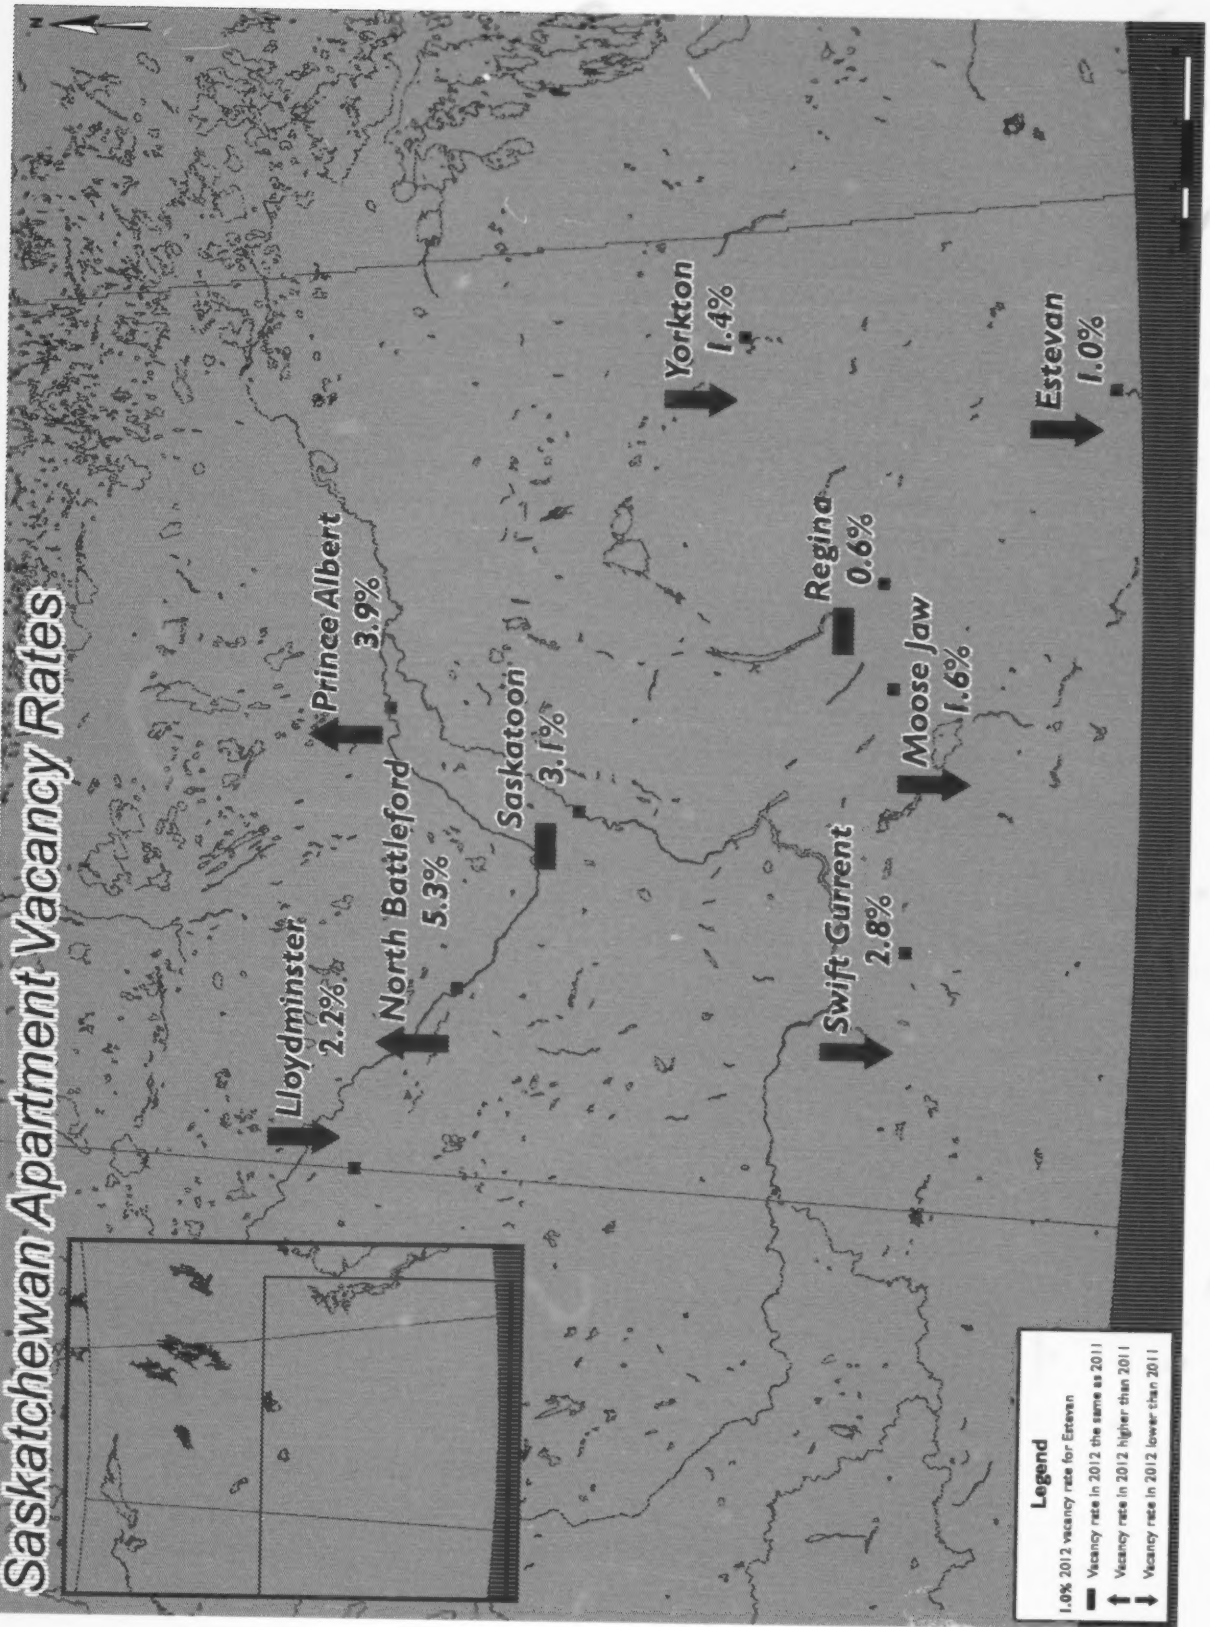 Saskatchewan Apartment Vacancy Rates
N
Lloydminster
2.2%
Prince Albert
3.9%
North Battleford
5.3%
Saskatoon
3.1%
Yorkton
1.4%
Regina
0.6%
Swift Current
2.8%
Moose Jaw
1.6%
Estevan
1.0%
Legend
1.0% 2012 vacancy rate for Estevan
Vacancy rate in 2012 the same as 2011
Vacancy rate in 2012 higher than 2011
Vacancy rate in 2012 lower than 2011